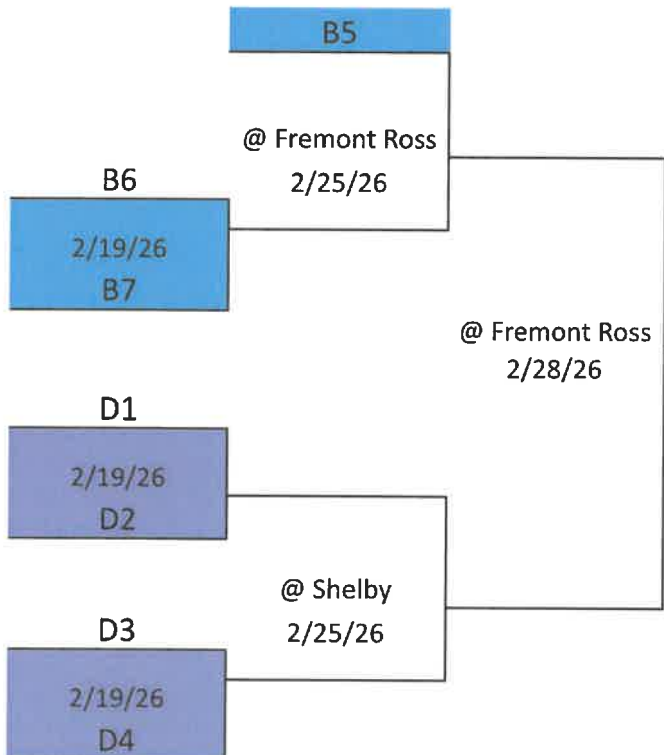 B5
@ Fremont Ross
2/25/26
B6
2/19/26
B7
@ Fremont Ross
2/28/26
D1
2/19/26
D2
@ Shelby
2/25/26
D3
2/19/26
D4